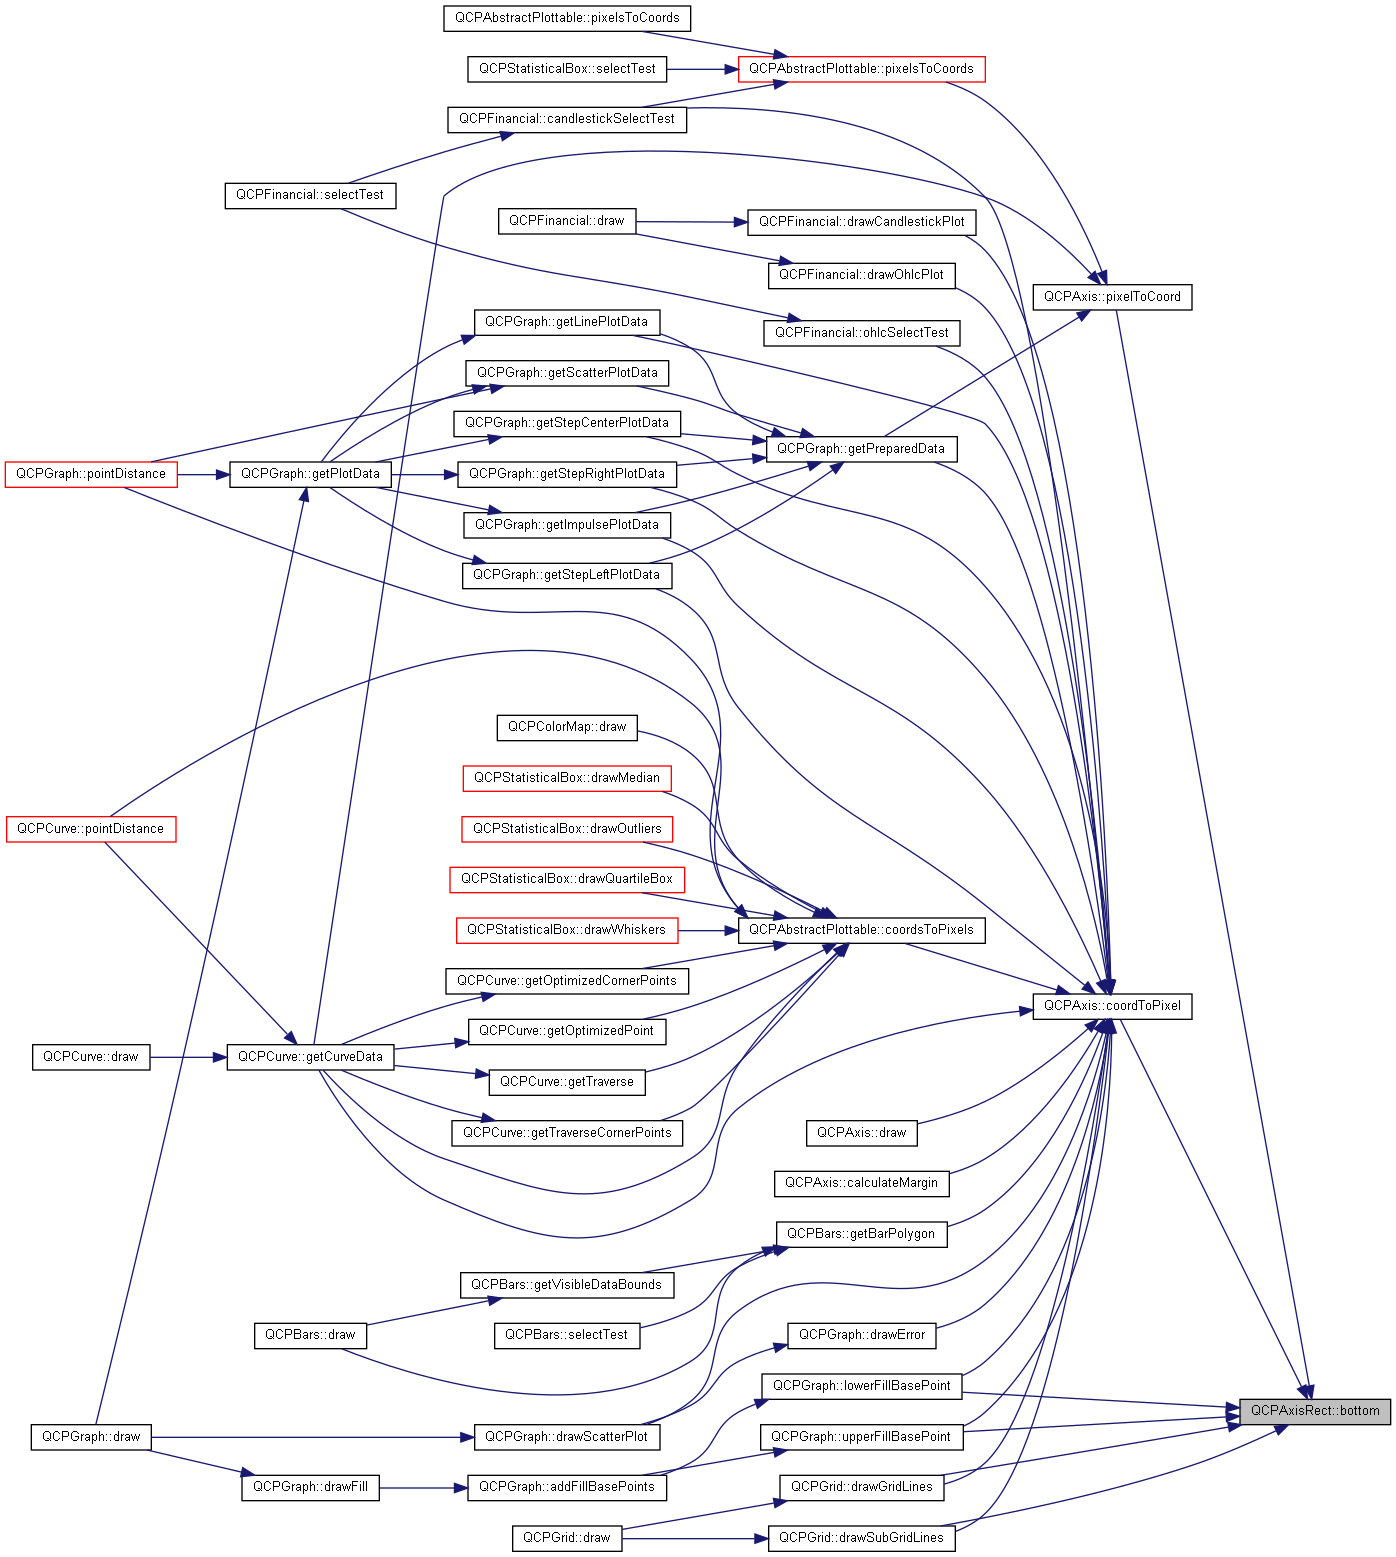 QCPAbstractPlottable::pixelsToCoords
QCPStatisticalBox::selectTest
QCPAbstractPlottable::pixelsToCoords
QCPFinancial::candlestickSelectTest
QCPFinancial::selectTest
QCPFinancial::draw
QCPFinancial::drawCandlestickPlot
QCPFinancial::drawOhlcPlot
QCPAxis::pixelToCoord
QCPGraph::getLinePlotData
QCPFinancial::ohlcSelectTest
QCPGraph::getScatterPlotData
QCPGraph::getStepCenterPlotData
QCPGraph::getPreparedData
QCPGraph::pointDistance
QCPGraph::getPlotData
QCPGraph::getStepRightPlotData
QCPGraph::getImpulsePlotData
QCPGraph::getStepLeftPlotData
QCPColorMap::draw
QCPStatisticalBox::drawMedian
QCPCurve::pointDistance
QCPStatisticalBox::drawOutliers
QCPStatisticalBox::drawQuartileBox
QCPStatisticalBox::drawWhiskers
QCPAbstractPlottable::coordsToPixels
QCPCurve::getOptimizedCornerPoints
QCPAxis::coordToPixel
QCPCurve::getOptimizedPoint
QCPCurve::draw
QCPCurve::getCurveData
QCPCurve::getTraverse
QCPCurve::getTraverseCornerPoints
QCPAxis::draw
QCPAxis::calculateMargin
QCPBars::getBarPolygon
QCPBars::getVisibleDataBounds
QCPBars::draw
QCPBars::selectTest
QCPGraph::drawError
QCPGraph::lowerFillBasePoint
QCPAxisRect::bottom
QCPGraph::draw
QCPGraph::drawScatterPlot
QCPGraph::upperFillBasePoint
QCPGraph::drawFill
QCPGraph::addFillBasePoints
QCPGrid::drawGridLines
QCPGrid::draw
QCPGrid::drawSubGridLines